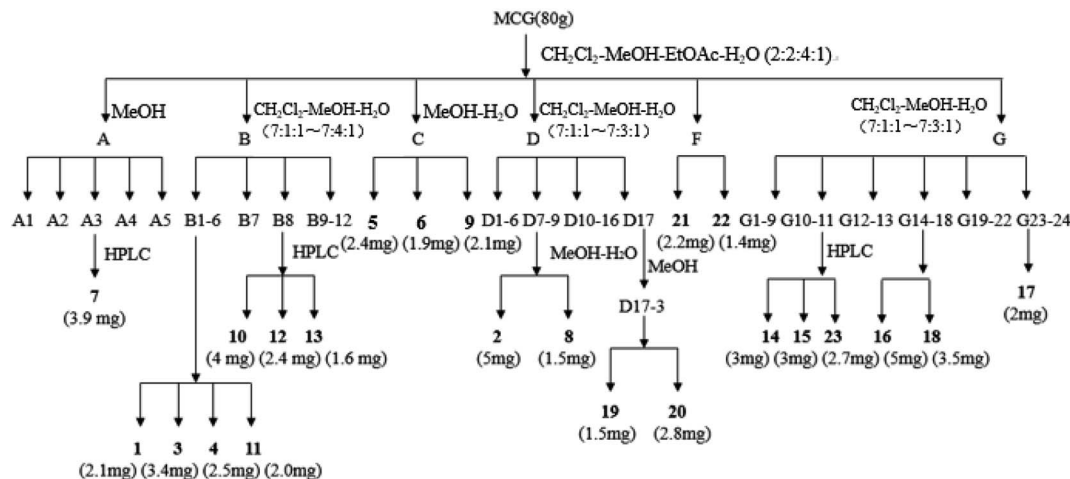 MCG(80g)
CH₂Cl₂-MeOH-EtOAc-H₂O (2:2:4:1)
MeOH CH₂Cl₂-MeOH-H₂O MeOH-H₂O CH₂Cl₂-MeOH-H₂O CH₂Cl₂-MeOH-H₂O
(7:1:1～7:4:1) (7:1:1～7:3:1) (7:1:1～7:3:1)
A B C D F G
A1 A2 A3 A4 A5 B1-6 B7 B8 B9-12 5 6 9 D1-6 D7-9 D10-16 D17 21 22 G1-9 G10-11 G12-13 G14-18 G19-22 G23-24
(2.4mg) (1.9mg) (2.1mg) (2.2mg) (1.4mg)
HPLC HPLC MeOH-H₂O MeOH HPLC
7 17
(3.9 mg) (2mg)
D17-3
10 12 13 2 8 14 15 23 16 18
(4 mg) (2.4 mg) (1.6 mg) (5mg) (1.5mg) (3mg) (3mg) (2.7mg) (5mg) (3.5mg)
19 20
(1.5mg) (2.8mg)
1 3 4 11
(2.1mg) (3.4mg) (2.5mg) (2.0mg)